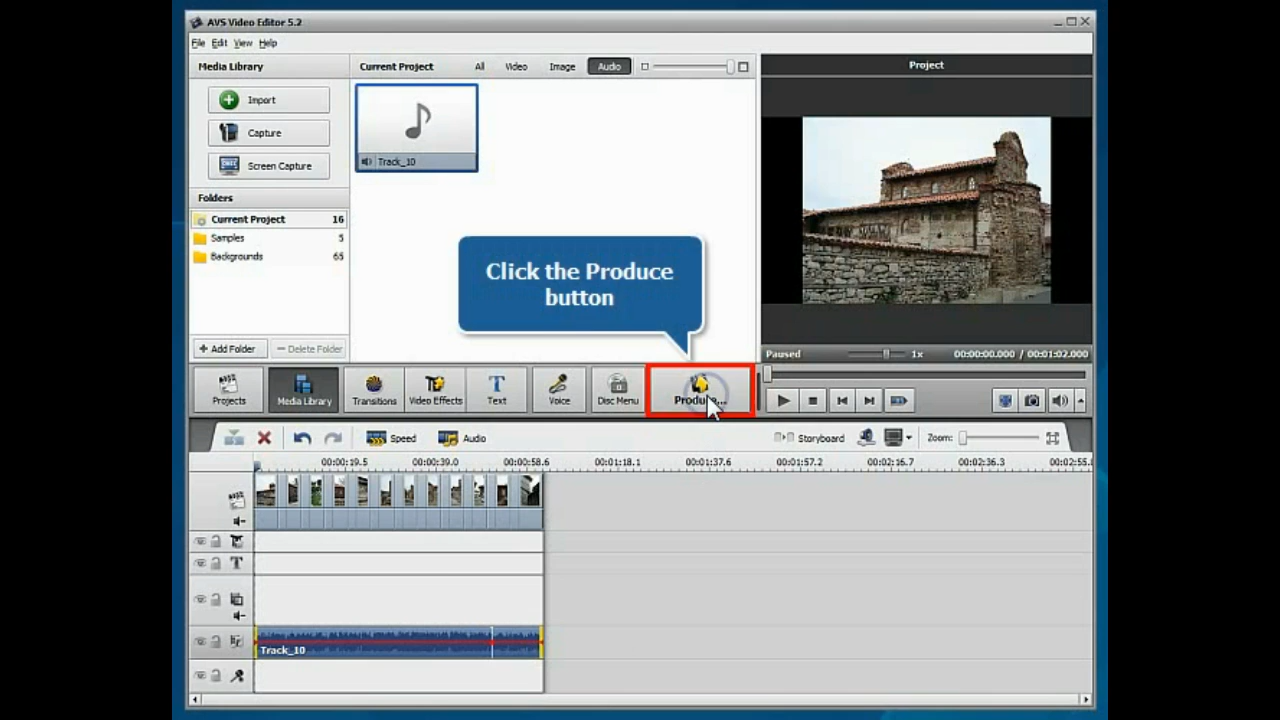 AVS Video Editor 5.2
File Edit View Help
Media Library
Current Project All Video Image Audio
Project
Import
Capture
Screen Capture
Track_10
Folders
Current Project 16
Samples 5
Backgrounds 65
Click the Produce
button
+ Add Folder − Delete Folder
Paused 1x 00:00:00.000 / 00:01:02.000
Projects Media Library Transitions Video Effects Text Voice Disc Menu Produce...
Speed Audio Storyboard Zoom:
00:00:19.5 00:00:39.0 00:00:58.6 00:01:18.1 00:01:37.6 00:01:57.2 00:02:16.7 00:02:36.3 00:02:55.
T
Track_10